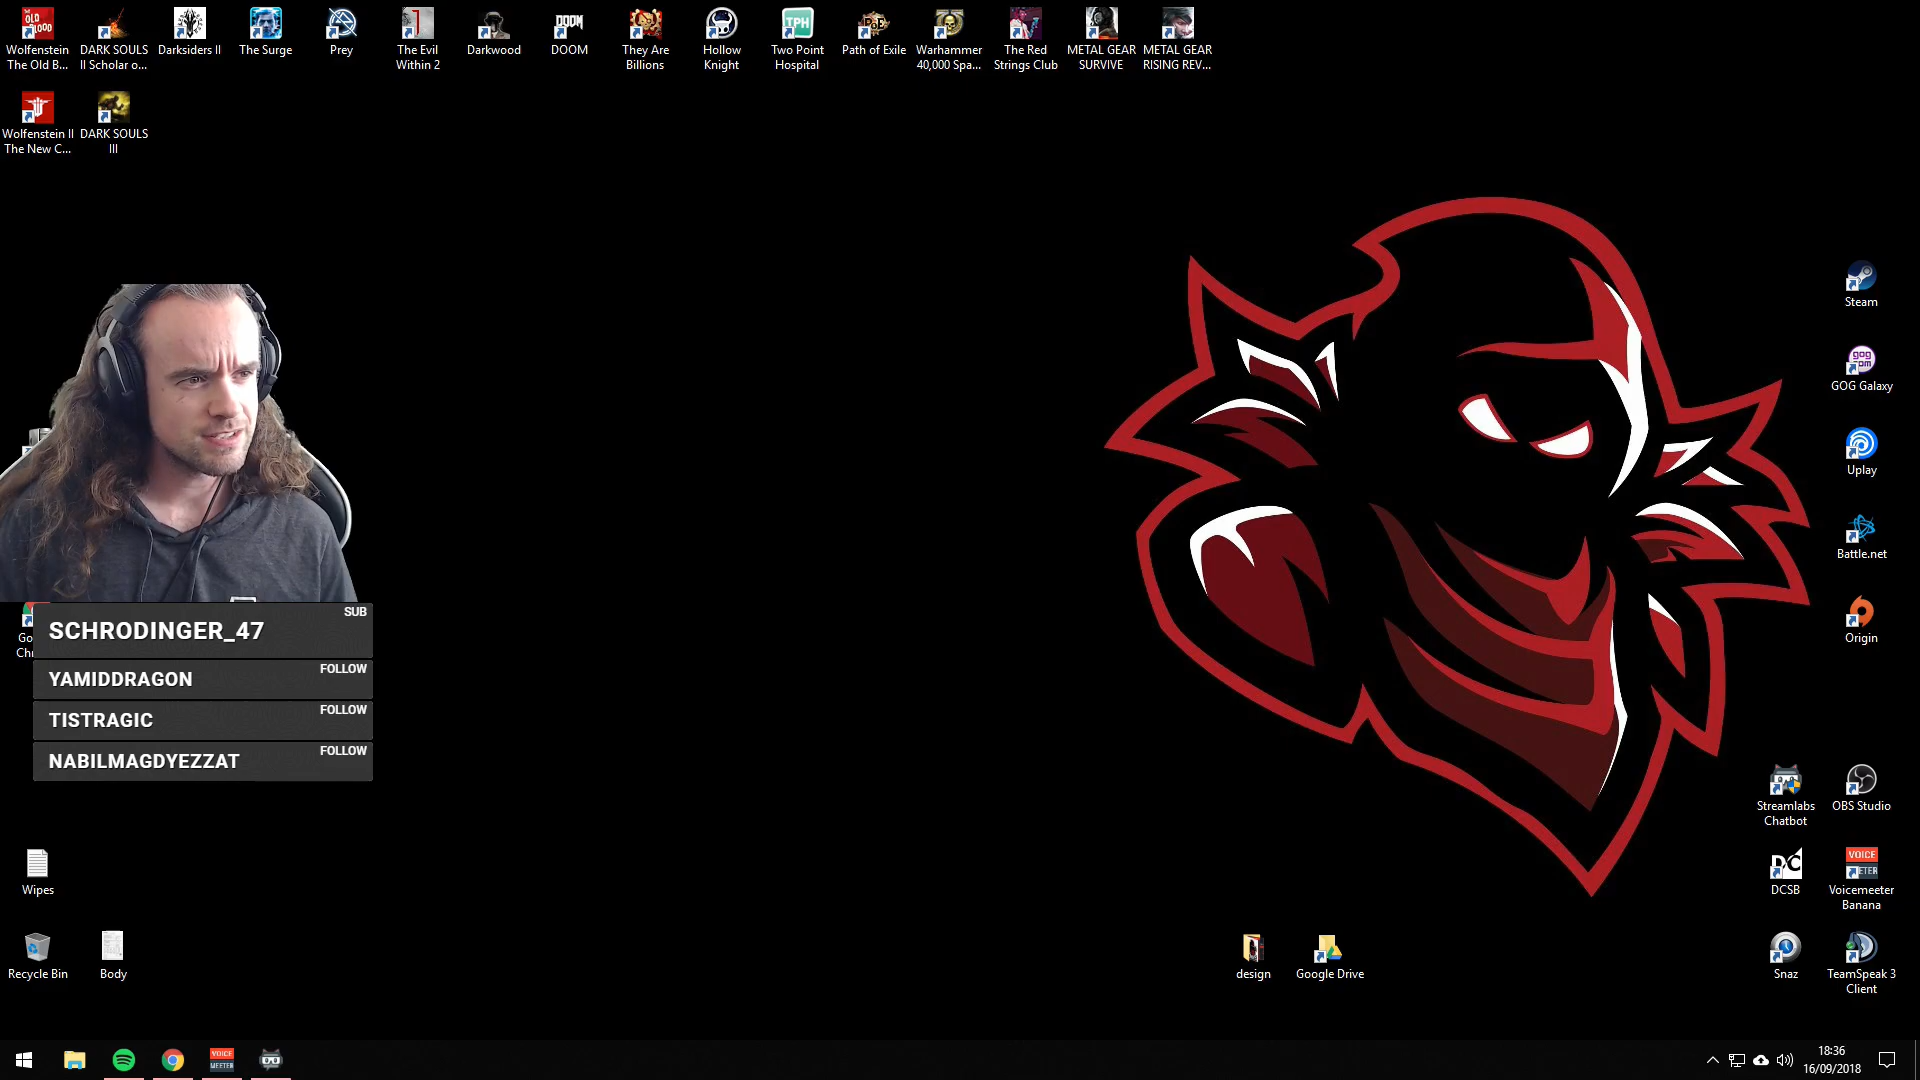 Wolfenstein
The Old B...
DARK SOULS
II Scholar o...
Darksiders II
The Surge
Prey
The Evil
Within 2
Darkwood
DOOM
They Are
Billions
Hollow
Knight
Two Point
Hospital
Path of Exile
Warhammer
40,000 Spa...
The Red
Strings Club
METAL GEAR
SURVIVE
METAL GEAR
RISING REV...
Wolfenstein II
The New C...
DARK SOULS
III
Steam
GOG Galaxy
Uplay
Battle.net
Origin
Go
Chr
SUB
SCHRODINGER_47
FOLLOW
YAMIDDRAGON
FOLLOW
TISTRAGIC
FOLLOW
NABILMAGDYEZZAT
Streamlabs
Chatbot
OBS Studio
Wipes
DCSB
Voicemeeter
Banana
Recycle Bin
Body
design
Google Drive
Snaz
TeamSpeak 3
Client
18:36
16/09/2018